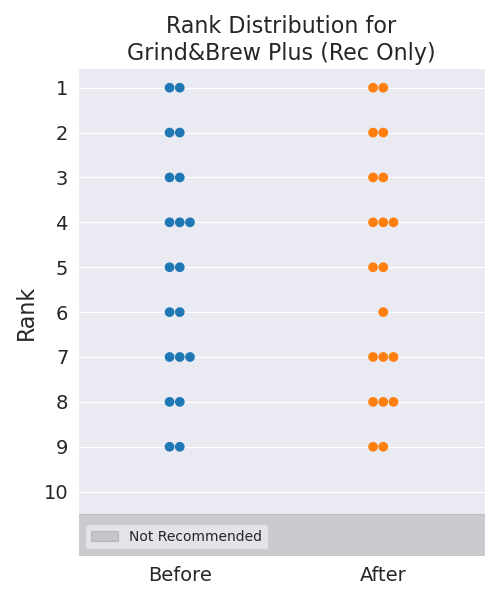 Rank Distribution for
Grind&Brew Plus (Rec Only)
1
2
3
4
5
6
7
8
9
10
Rank
Not Recommended
Before
After